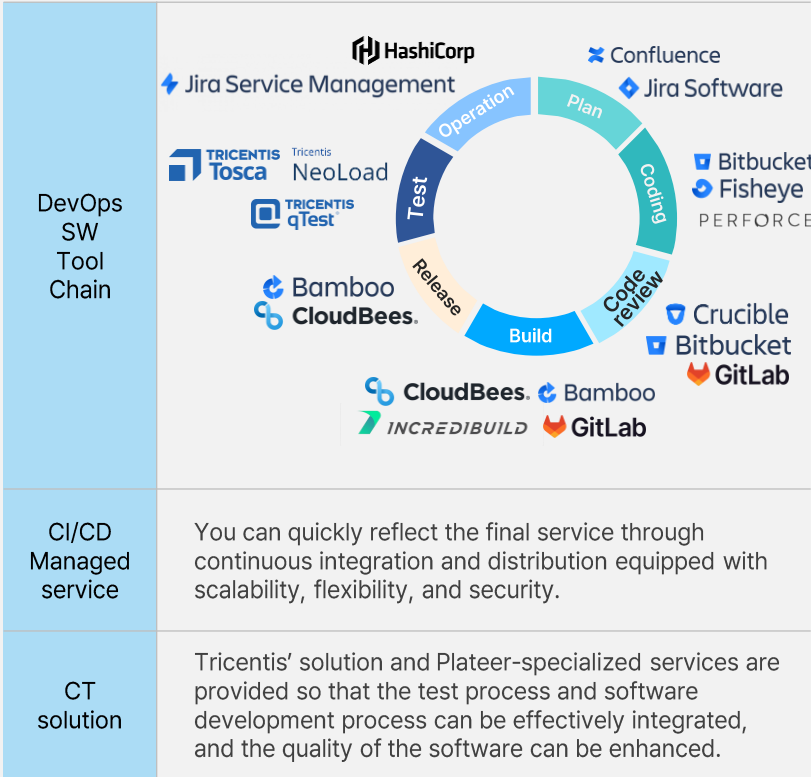 DevOps
SW
Tool
Chain
HashiCorp
Jira Service Management
Confluence
Jira Software
Operation
Plan
TRICENTIS
Tosca
Tricentis
NeoLoad
TRICENTIS
qTest
Test
Coding
Bitbucket
Fisheye
PERFORCE
Release
Code
review
Build
Bamboo
CloudBees.
Crucible
Bitbucket
GitLab
CloudBees.
Bamboo
INCREDIBUILD
GitLab
CI/CD
Managed
service
You can quickly reflect the final service through
continuous integration and distribution equipped with
scalability, flexibility, and security.
CT
solution
Tricentis’ solution and Plateer-specialized services are
provided so that the test process and software
development process can be effectively integrated,
and the quality of the software can be enhanced.